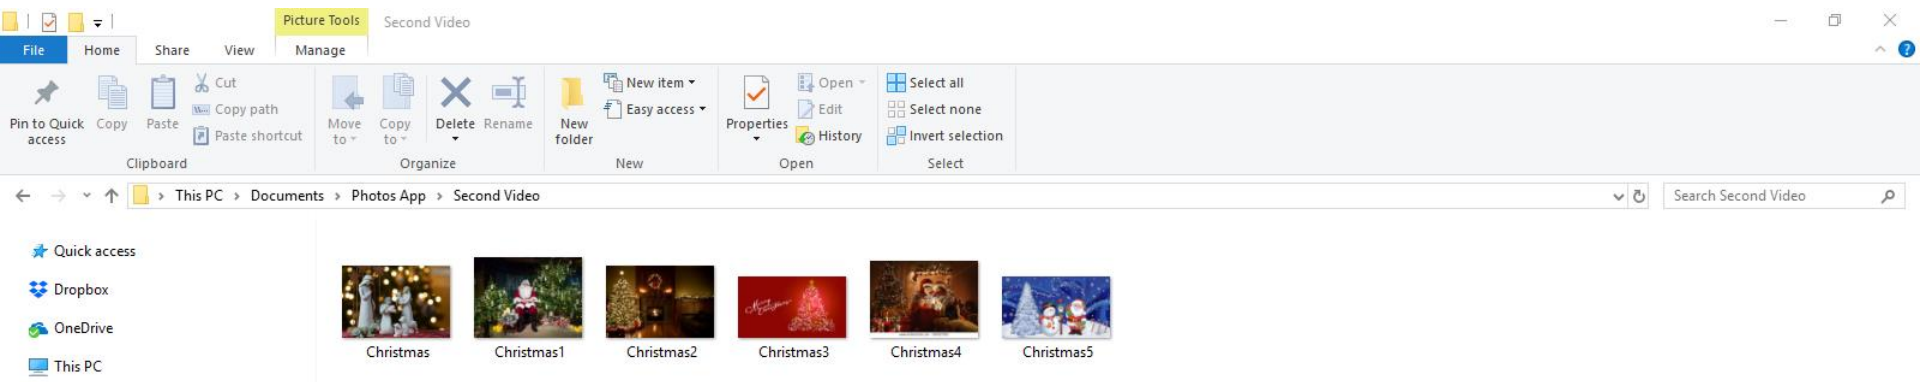 Picture Tools
Second Video
File
Home
Share
View
Manage
Pin to Quick access
Copy
Paste
Cut
Copy path
Paste shortcut
Clipboard
Move to
Copy to
Delete
Rename
Organize
New folder
New item
Easy access
New
Properties
Open
Edit
History
Open
Select all
Select none
Invert selection
Select
This PC > Documents > Photos App > Second Video
Search Second Video
Quick access
Dropbox
OneDrive
This PC
Merry Christmas
Christmas
Christmas1
Christmas2
Christmas3
Christmas4
Christmas5